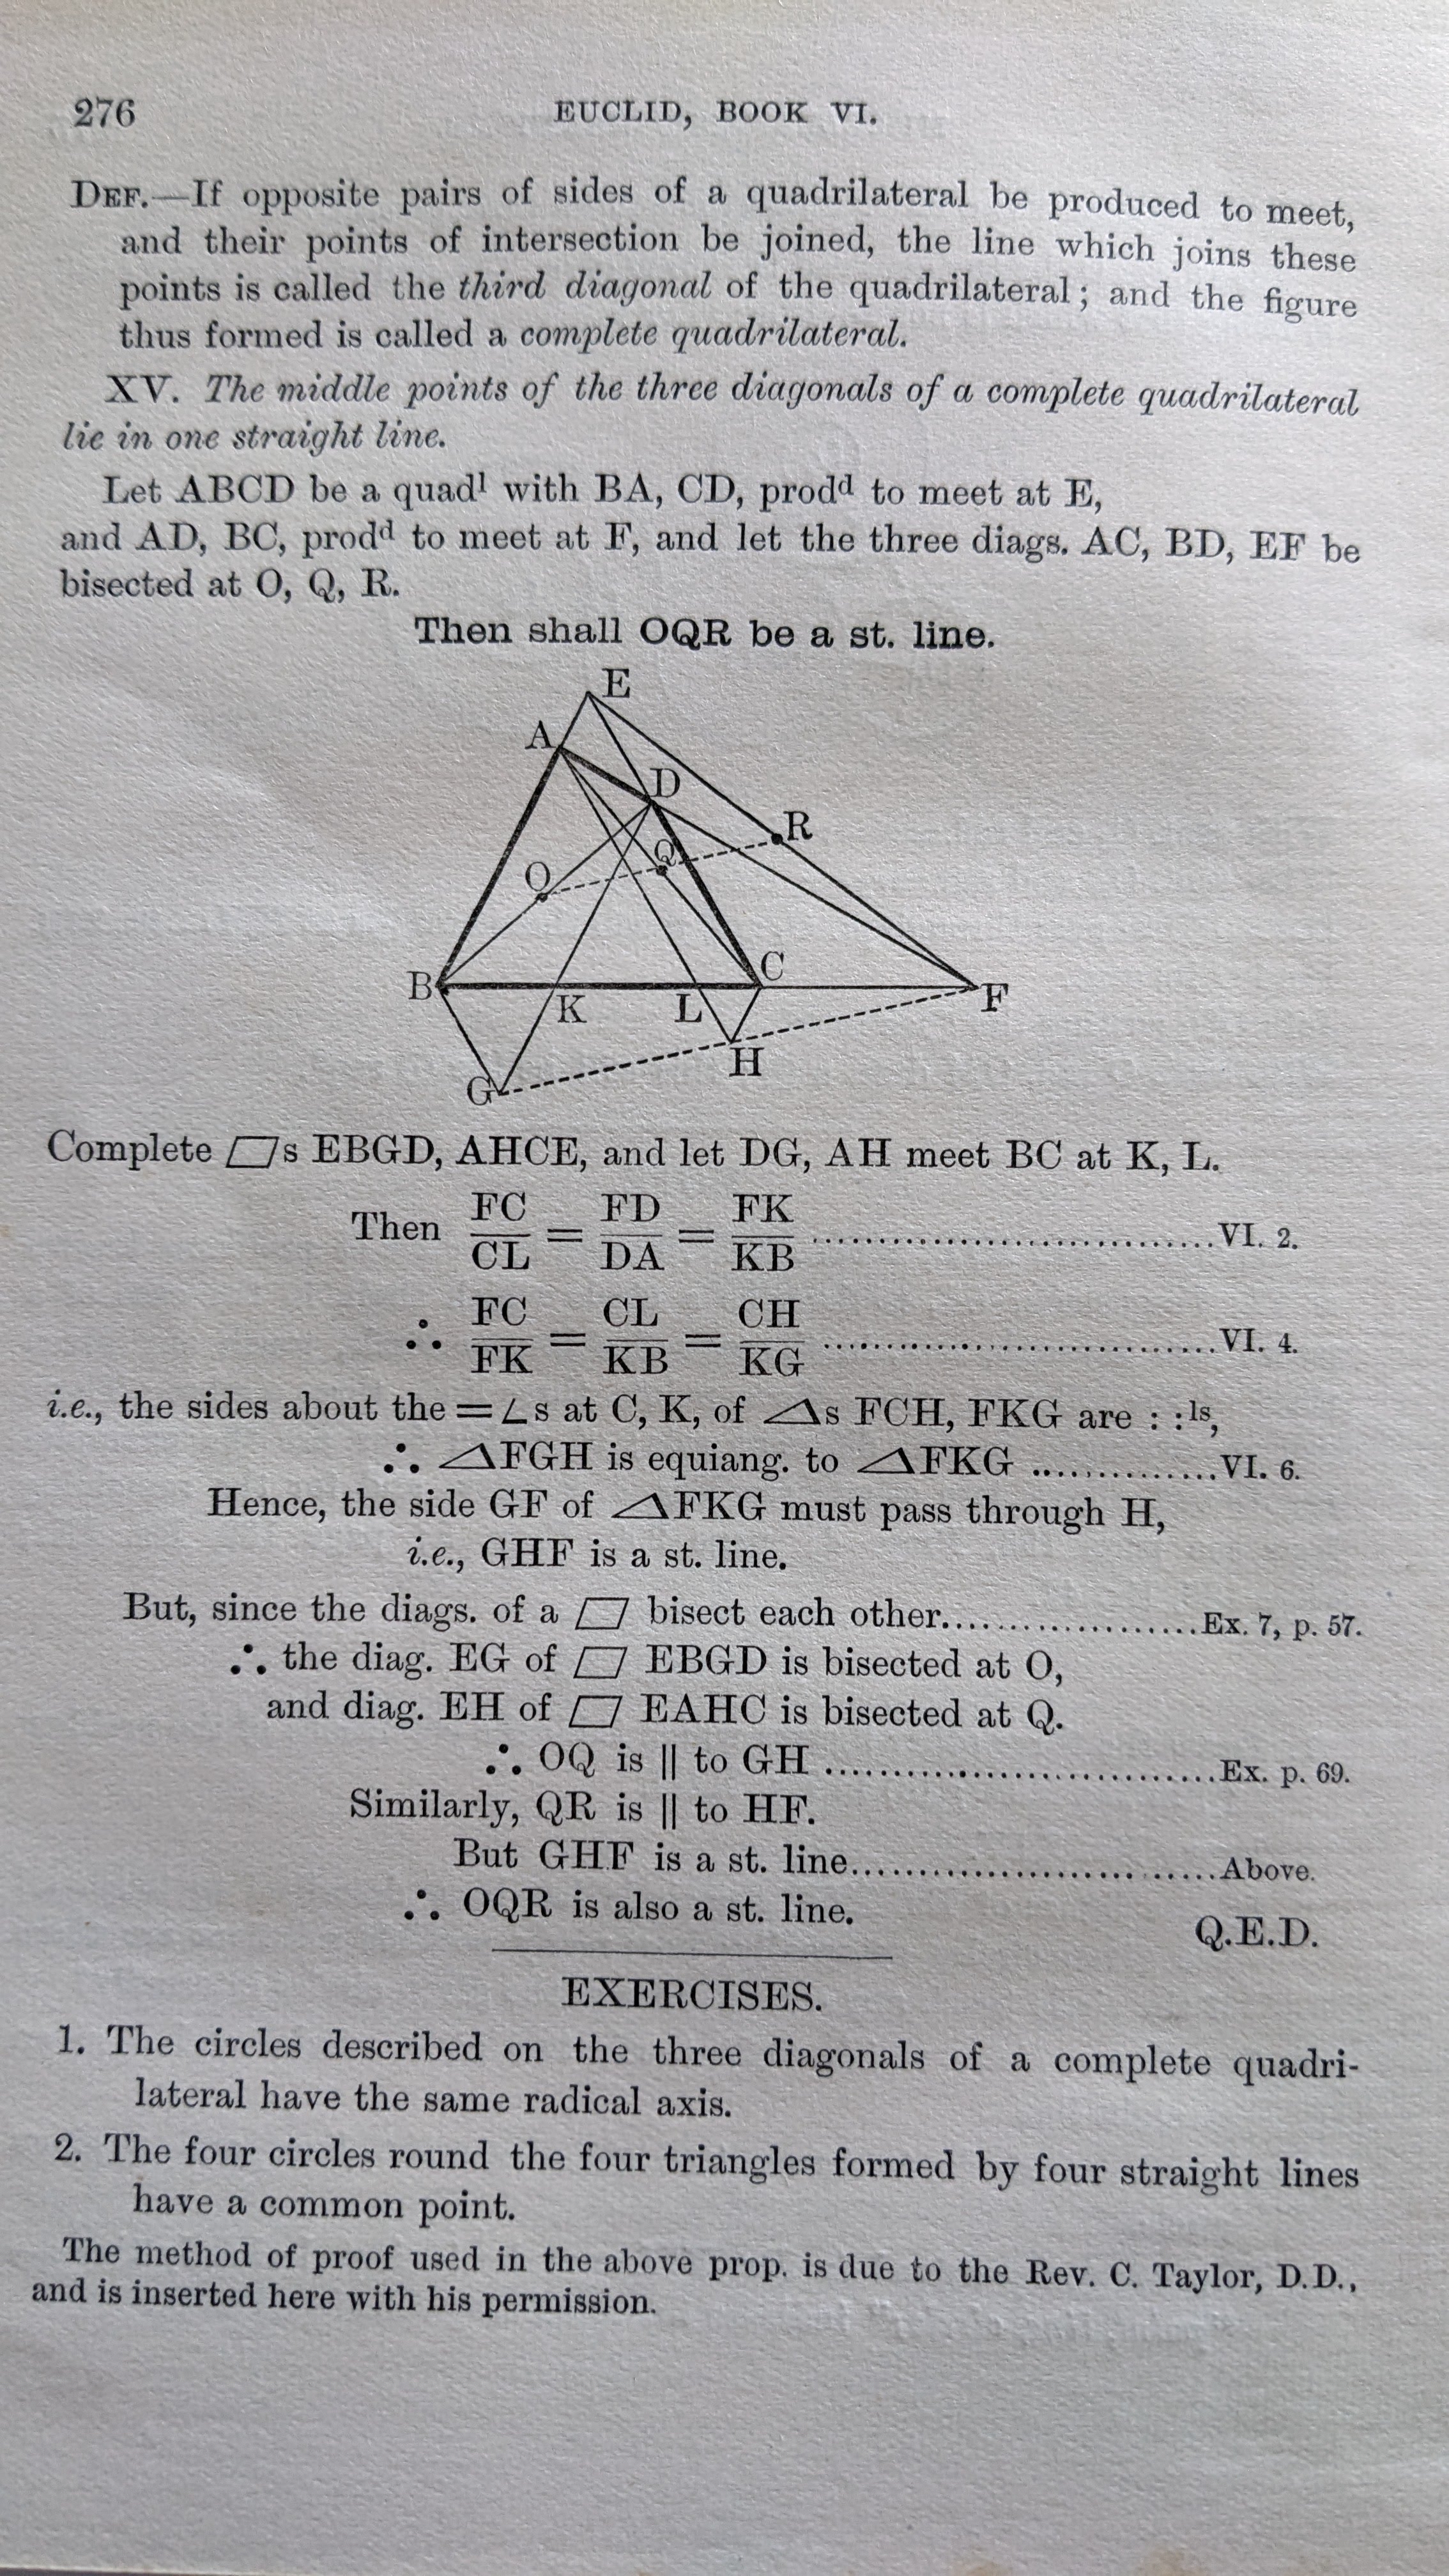 276 EUCLID, BOOK VI.
DEF.—If opposite pairs of sides of a quadrilateral be produced to meet,
and their points of intersection be joined, the line which joins these
points is called the third diagonal of the quadrilateral; and the figure
thus formed is called a complete quadrilateral.
XV. The middle points of the three diagonals of a complete quadrilateral
lie in one straight line.
Let ABCD be a quadˡ with BA, CD, prodᵈ to meet at E,
and AD, BC, prodᵈ to meet at F, and let the three diags. AC, BD, EF be
bisected at O, Q, R.
Then shall OQR be a st. line.
E
A
D
R
Q
O
B
C
K
L
F
H
G
Complete ▱s EBGD, AHCE, and let DG, AH meet BC at K, L.
Then FC/CL = FD/DA = FK/KB ..............................VI. 2.
∴ FC/FK = CL/KB = CH/KG ..............................VI. 4.
i.e., the sides about the =∠s at C, K, of △s FCH, FKG are : :ˡˢ,
∴ △FGH is equiang. to △FKG ..............VI. 6.
Hence, the side GF of △FKG must pass through H,
i.e., GHF is a st. line.
But, since the diags. of a ▱ bisect each other....................Ex. 7, p. 57.
∴ the diag. EG of ▱ EBGD is bisected at O,
and diag. EH of ▱ EAHC is bisected at Q.
∴ OQ is || to GH ..............................Ex. p. 69.
Similarly, QR is || to HF.
But GHF is a st. line............................Above.
∴ OQR is also a st. line.
Q.E.D.
EXERCISES.
1. The circles described on the three diagonals of a complete quadri-
lateral have the same radical axis.
2. The four circles round the four triangles formed by four straight lines
have a common point.
The method of proof used in the above prop. is due to the Rev. C. Taylor, D.D.,
and is inserted here with his permission.